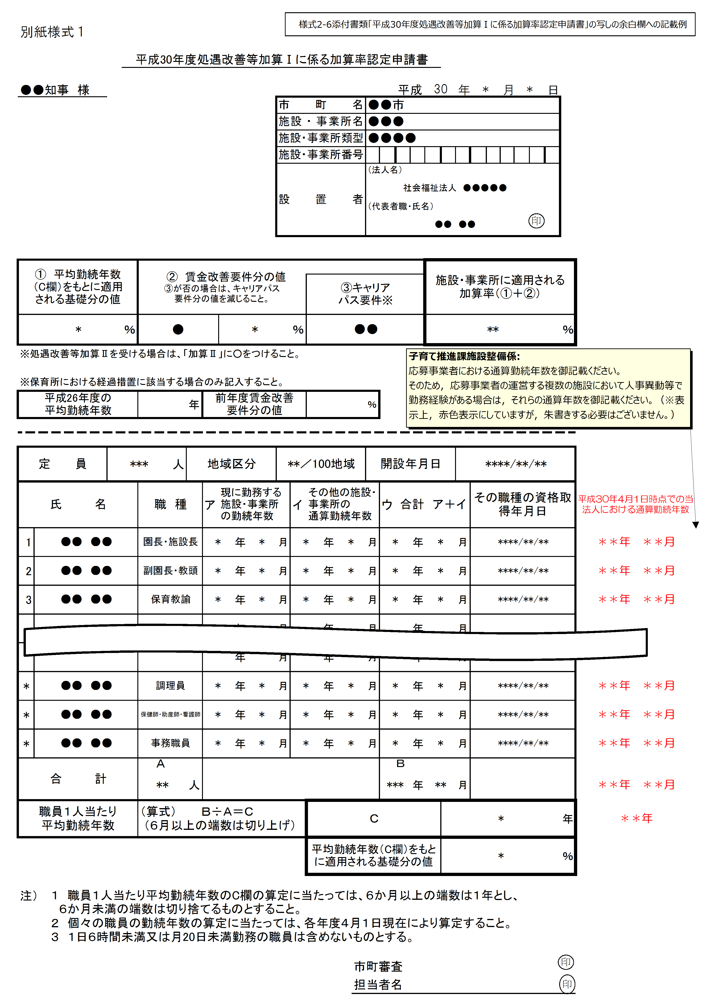 様式2-6添付書類「平成30年度処遇改善等加算Ⅰに係る加算率認定申請書」の写しの余白欄への記載例
別紙様式１
平成30年度処遇改善等加算Ⅰに係る加算率認定申請書
●●知事　様
平成　30　年　＊　月　＊　日
市町名　●●市
施設・事業所名　●●●
施設・事業所類型　●●●●
施設・事業所番号
設置者
（法人名）
社会福祉法人　●●●●●
（代表者職・氏名）
●●　●●　印
①　平均勤続年数
（C欄）をもとに適用
される基礎分の値
②　賃金改善要件分の値
③が否の場合は、キャリアパス
要件分の値を減じること。
③キャリア
パス要件※
施設・事業所に適用される
加算率（①＋②）
*　%　●　*　%　●●　**　%
※処遇改善等加算Ⅱを受ける場合は、「加算Ⅱ」に〇をつけること。
子育て推進課施設整備係:
応募事業者における通算勤続年数を御記載ください。
そのため，応募事業者の運営する複数の施設において人事異動等で
勤務経験がある場合は，それらの通算年数を御記載ください。（※表
示上，赤色表示にしていますが，朱書きする必要はございません。）
※保育所における経過措置に該当する場合のみ記入すること。
平成26年度の
平均勤続年数
年
前年度賃金改善
要件分の値
%
定　員　***　人　地域区分　**／100地域　開設年月日　****/**/**
氏　名
職　種
ア　現に勤務する
施設・事業所
の勤続年数
イ　その他の施設・
事業所の
通算勤続年数
ウ　合計　ア＋イ
その職種の資格取
得年月日
平成30年4月1日時点での当
法人における通算勤続年数
1　●●　●●　園長・施設長　*　年　*　月　*　年　*　月　*　年　*　月　****/**/**　＊＊年　＊＊月
2　●●　●●　副園長・教頭　*　年　*　月　*　年　*　月　*　年　*　月　****/**/**　＊＊年　＊＊月
3　●●　●●　保育教諭　*　年　*　月　*　年　*　月　*　年　*　月　****/**/**　＊＊年　＊＊月
年　月　年　月　年　月
年　月　年　月　年　月
*　●●　●●　調理員　*　年　*　月　*　年　*　月　*　年　*　月　****/**/**　＊＊年　＊＊月
*　●●　●●　保健師・助産師・看護師　*　年　*　月　*　年　*　月　*　年　*　月　****/**/**　＊＊年　＊＊月
*　●●　●●　事務職員　*　年　*　月　*　年　*　月　*　年　*　月　****/**/**　＊＊年　＊＊月
A　B
合　計　**　人　***　年　**　月　＊＊年　＊＊月
職員１人当たり
平均勤続年数
（算式）　B÷A＝C
（６月以上の端数は切り上げ）
C　*　年　＊＊年
平均勤続年数（C欄）をもと
に適用される基礎分の値
*　%
注）　１　職員１人当たり平均勤続年数のC欄の算定に当たっては、６か月以上の端数は１年とし、
６か月未満の端数は切り捨てるものとすること。
２　個々の職員の勤続年数の算定に当たっては、各年度４月１日現在により算定すること。
３　１日６時間未満又は月20日未満勤務の職員は含めないものとする。
市町審査　印
担当者名　印